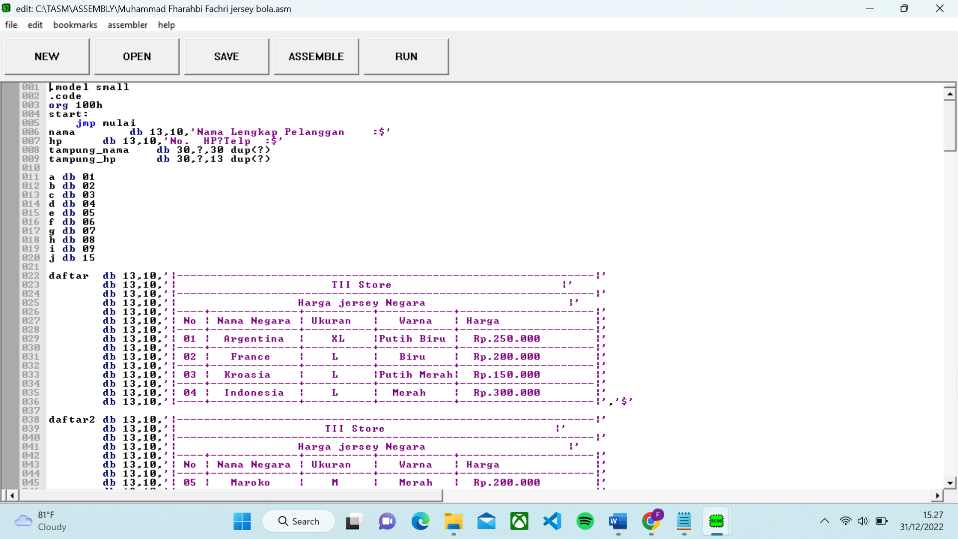 edit: C:\TASM\ASSEMBLY\Muhammad Fharahbi Fachri jersey bola.asm
file edit bookmarks assembler help
NEW OPEN SAVE ASSEMBLE RUN
001 .model small
002 .code
003 org 100h
004 start:
005 jmp mulai
006 nama db 13,10,'Nama Lengkap Pelanggan :$'
007 hp db 13,10,'No. HP?Telp :$'
008 tampung_nama db 30,?,30 dup(?)
009 tampung_hp db 30,?,13 dup(?)
010
011 a db 01
012 b db 02
013 c db 03
014 d db 04
015 e db 05
016 f db 06
017 g db 07
018 h db 08
019 i db 09
020 j db 15
021
022 daftar db 13,10,'¦---------------------------------------------------------------¦'
023 db 13,10,'¦ TII Store ¦'
024 db 13,10,'¦---------------------------------------------------------------¦'
025 db 13,10,'¦ Harga jersey Negara ¦'
026 db 13,10,'¦----+-------------+----------+-----------+--------------------¦'
027 db 13,10,'¦ No ¦ Nama Negara ¦ Ukuran ¦ Warna ¦ Harga ¦'
028 db 13,10,'¦----+-------------+----------+-----------+--------------------¦'
029 db 13,10,'¦ 01 ¦ Argentina ¦ XL ¦Putih Biru ¦ Rp.250.000 ¦'
030 db 13,10,'¦----+-------------+----------+-----------+--------------------¦'
031 db 13,10,'¦ 02 ¦ France ¦ L ¦ Biru ¦ Rp.200.000 ¦'
032 db 13,10,'¦----+-------------+----------+-----------+--------------------¦'
033 db 13,10,'¦ 03 ¦ Kroasia ¦ L ¦Putih Merah¦ Rp.150.000 ¦'
034 db 13,10,'¦----+-------------+----------+-----------+--------------------¦'
035 db 13,10,'¦ 04 ¦ Indonesia ¦ L ¦ Merah ¦ Rp.300.000 ¦'
036 db 13,10,'¦----+-------------+----------+-----------+--------------------¦','$'
037
038 daftar2 db 13,10,'¦---------------------------------------------------------------¦'
039 db 13,10,'¦ TII Store ¦'
040 db 13,10,'¦---------------------------------------------------------------¦'
041 db 13,10,'¦ Harga jersey Negara ¦'
042 db 13,10,'¦----+-------------+----------+-----------+--------------------¦'
043 db 13,10,'¦ No ¦ Nama Negara ¦ Ukuran ¦ Warna ¦ Harga ¦'
044 db 13,10,'¦----+-------------+----------+-----------+--------------------¦'
045 db 13,10,'¦ 05 ¦ Maroko ¦ M ¦ Merah ¦ Rp.200.000 ¦'
81°F
Cloudy
Search
15.27
31/12/2022